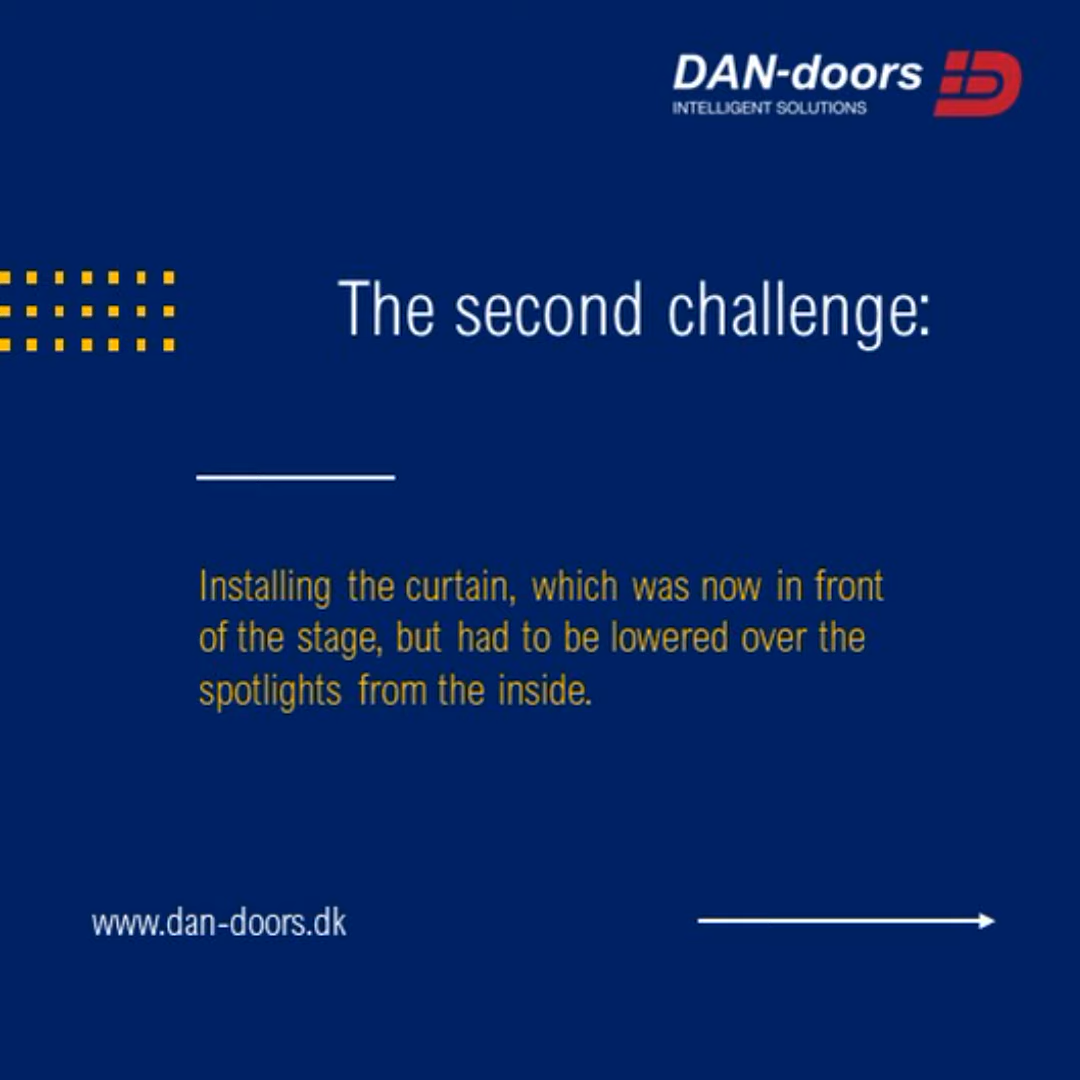 DAN-doors
INTELLIGENT SOLUTIONS
The second challenge:
Installing the curtain, which was now in front
of the stage, but had to be lowered over the
spotlights from the inside.
www.dan-doors.dk